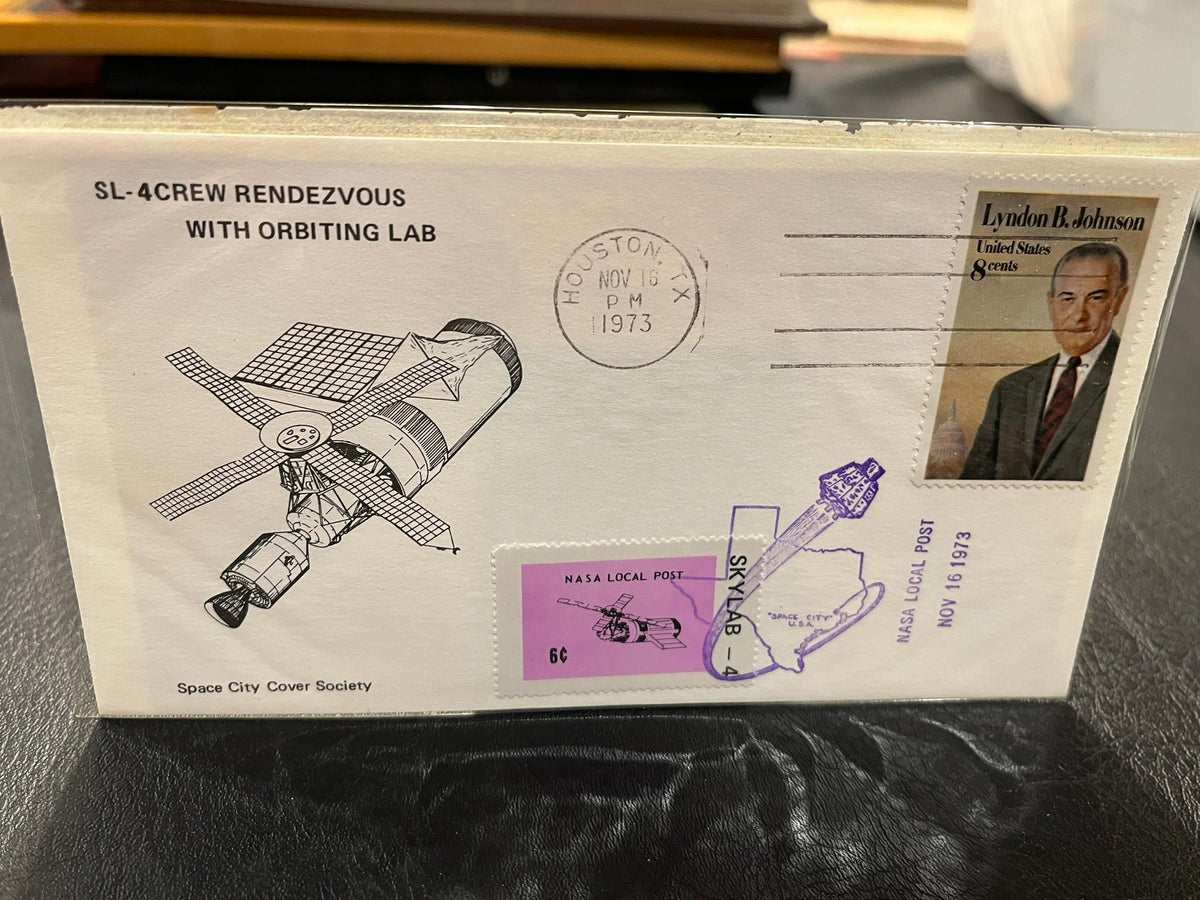 SL-4CREW RENDEZVOUS
WITH ORBITING LAB
HOUSTON, TX
NOV 16
PM
1973
Lyndon B. Johnson
United States
8 cents
NASA LOCAL POST
6¢
SKYLAB - 4
"SPACE CITY"
U.S.A.
NASA LOCAL POST
NOV 16 1973
Space City Cover Society